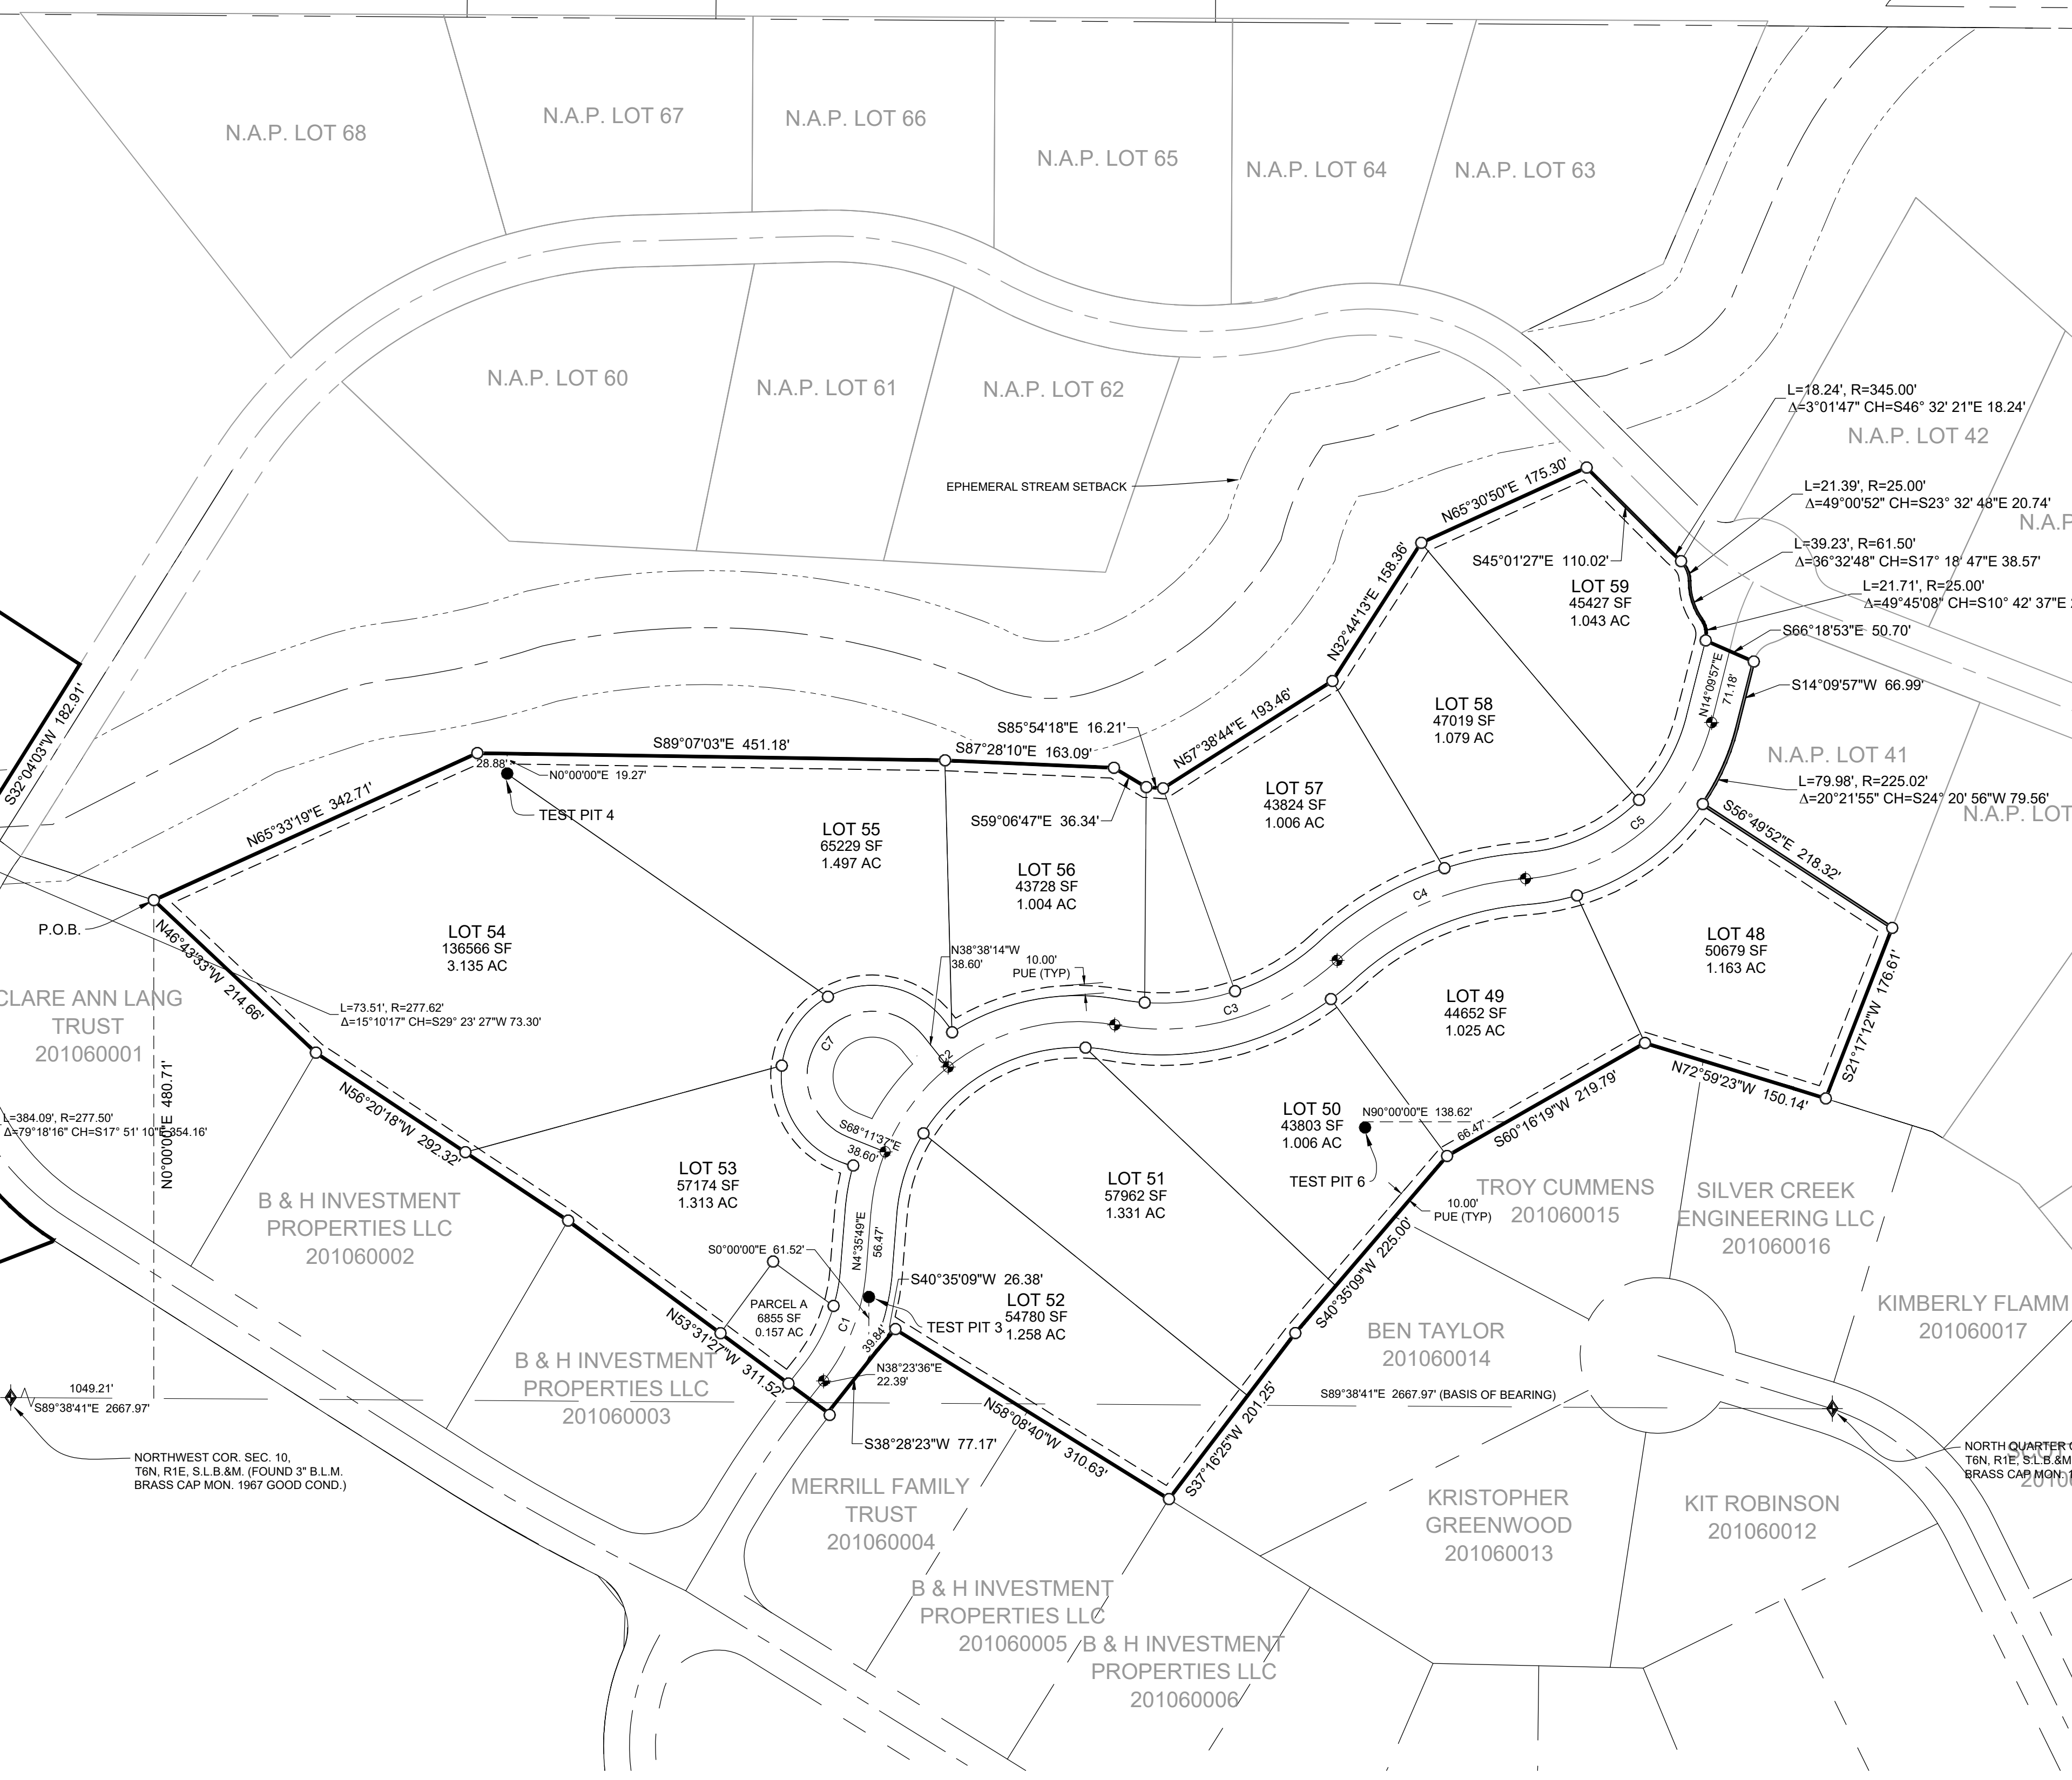 N.A.P. LOT 68
N.A.P. LOT 67
N.A.P. LOT 66
N.A.P. LOT 65
N.A.P. LOT 64
N.A.P. LOT 63
N.A.P. LOT 60
N.A.P. LOT 61
N.A.P. LOT 62
EPHEMERAL STREAM SETBACK
L=18.24', R=345.00'
Δ=3°01'47" CH=S46° 32' 21"E 18.24'
N.A.P. LOT 42
L=21.39', R=25.00'
Δ=49°00'52" CH=S23° 32' 48"E 20.74'
N.A.P
L=39.23', R=61.50'
Δ=36°32'48" CH=S17° 18' 47"E 38.57'
L=21.71', R=25.00'
Δ=49°45'08" CH=S10° 42' 37"E
S66°18'53"E 50.70'
S14°09'57"W 66.99'
N.A.P. LOT 41
L=79.98', R=225.02'
Δ=20°21'55" CH=S24° 20' 56"W 79.56'
N.A.P. LOT
N65°30'50"E 175.30'
S45°01'27"E 110.02'
LOT 59
45427 SF
1.043 AC
N32°44'13"E 158.36'
N14°09'57"E
71.18'
LOT 58
47019 SF
1.079 AC
S32°04'03"W 182.91'
S85°54'18"E 16.21'
N57°38'44"E 193.46'
S89°07'03"E 451.18'
S87°28'10"E 163.09'
28.88'
N0°00'00"E 19.27'
TEST PIT 4
N65°33'19"E 342.71'
S59°06'47"E 36.34'
LOT 57
43824 SF
1.006 AC
LOT 55
65229 SF
1.497 AC
LOT 56
43728 SF
1.004 AC
C5
C4
S56°49'52"E 218.32'
P.O.B.
LOT 54
136566 SF
3.135 AC
N46°43'33"W 214.66'
N38°38'14"W
38.60'
10.00'
PUE (TYP)
C3
LOT 48
50679 SF
1.163 AC
S21°17'12"W 176.61'
LOT 49
44652 SF
1.025 AC
CLARE ANN LANG
TRUST
201060001
L=73.51', R=277.62'
Δ=15°10'17" CH=S29° 23' 27"W 73.30'
C7
C2
N0°00'00"E 480.71'
N72°59'23"W 150.14'
L=384.09', R=277.50'
Δ=79°18'16" CH=S17° 51' 10"E 354.16'
N56°20'18"W 292.32'
S68°11'37"E
38.60'
LOT 50
43803 SF
1.006 AC
N90°00'00"E 138.62'
66.47'
S60°16'19"W 219.79'
TEST PIT 6
LOT 53
57174 SF
1.313 AC
LOT 51
57962 SF
1.331 AC
B & H INVESTMENT
PROPERTIES LLC
201060002
10.00'
PUE (TYP)
TROY CUMMENS
201060015
SILVER CREEK
ENGINEERING LLC
201060016
N4°35'49"E
56.47'
S0°00'00"E 61.52'
S40°35'09"W 26.38'
LOT 52
54780 SF
1.258 AC
S40°35'09"W 225.00'
PARCEL A
6855 SF
0.157 AC
C1
TEST PIT 3
39.84'
N53°31'27"W 311.52'
KIMBERLY FLAMM
201060017
BEN TAYLOR
201060014
B & H INVESTMENT
PROPERTIES LLC
201060003
N38°23'36"E
22.39'
1049.21'
S89°38'41"E 2667.97'
S89°38'41"E 2667.97' (BASIS OF BEARING)
N58°08'40"W 310.63'
S37°16'25"W 201.25'
S38°28'23"W 77.17'
NORTHWEST COR. SEC. 10,
T6N, R1E, S.L.B.&M. (FOUND 3" B.L.M.
BRASS CAP MON. 1967 GOOD COND.)
NORTH QUARTER
T6N, R1E, S.L.B.&M
BRASS CAP MON.
MERRILL FAMILY
TRUST
201060004
KRISTOPHER
GREENWOOD
201060013
KIT ROBINSON
201060012
B & H INVESTMENT
PROPERTIES LLC
201060005
B & H INVESTMENT
PROPERTIES LLC
201060006